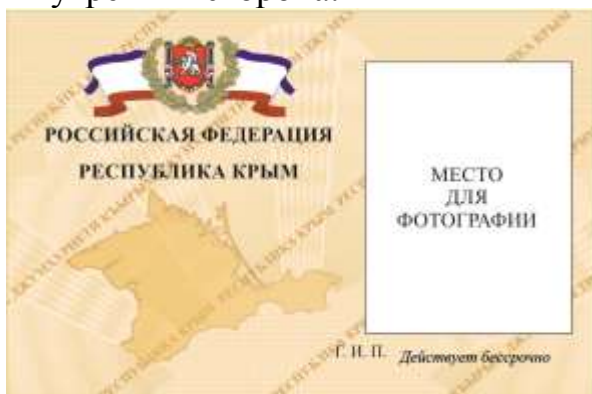 РОССИЙСКАЯ ФЕДЕРАЦИЯ
РЕСПУБЛИКА КРЫМ
МЕСТО
ДЛЯ
ФОТОГРАФИИ
Г. И. П. Действует бессрочно